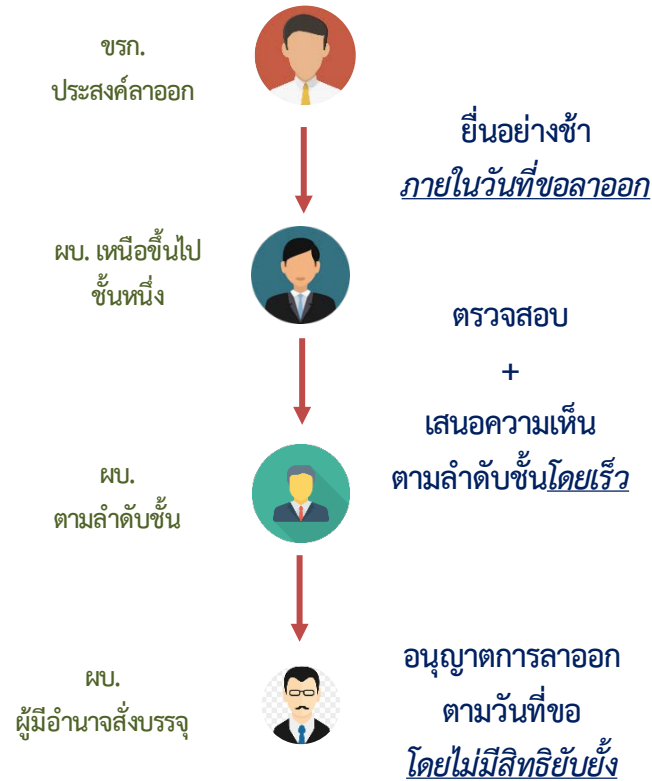 ขรก.
ประสงค์ลาออก
ยื่นอย่างช้า
ภายในวันที่ขอลาออก
ผบ. เหนือขึ้นไป
ชั้นหนึ่ง
ตรวจสอบ
+
เสนอความเห็น
ตามลำดับชั้นโดยเร็ว
ผบ.
ตามลำดับชั้น
อนุญาตการลาออก
ตามวันที่ขอ
โดยไม่มีสิทธิยับยั้ง
ผบ.
ผู้มีอำนาจสั่งบรรจุ